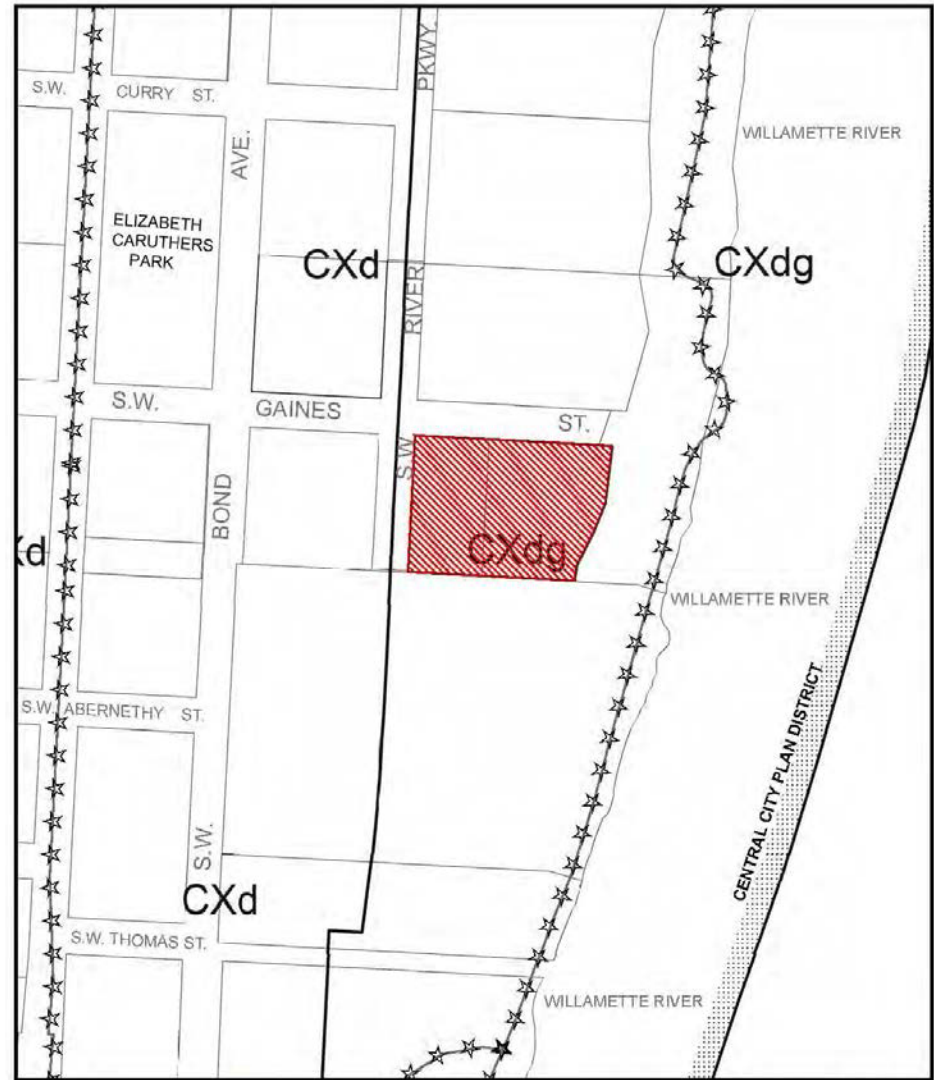 PKWY.
S.W. CURRY ST.
AVE.
WILLAMETTE RIVER
ELIZABETH
CARUTHERS
PARK
CXd
CXdg
RIVER
S.W. GAINES ST.
S.W
BOND
CXdg
WILLAMETTE RIVER
S.W. ABERNETHY ST.
CENTRAL CITY PLAN DISTRICT
S.W.
CXd
S.W. THOMAS ST.
WILLAMETTE RIVER